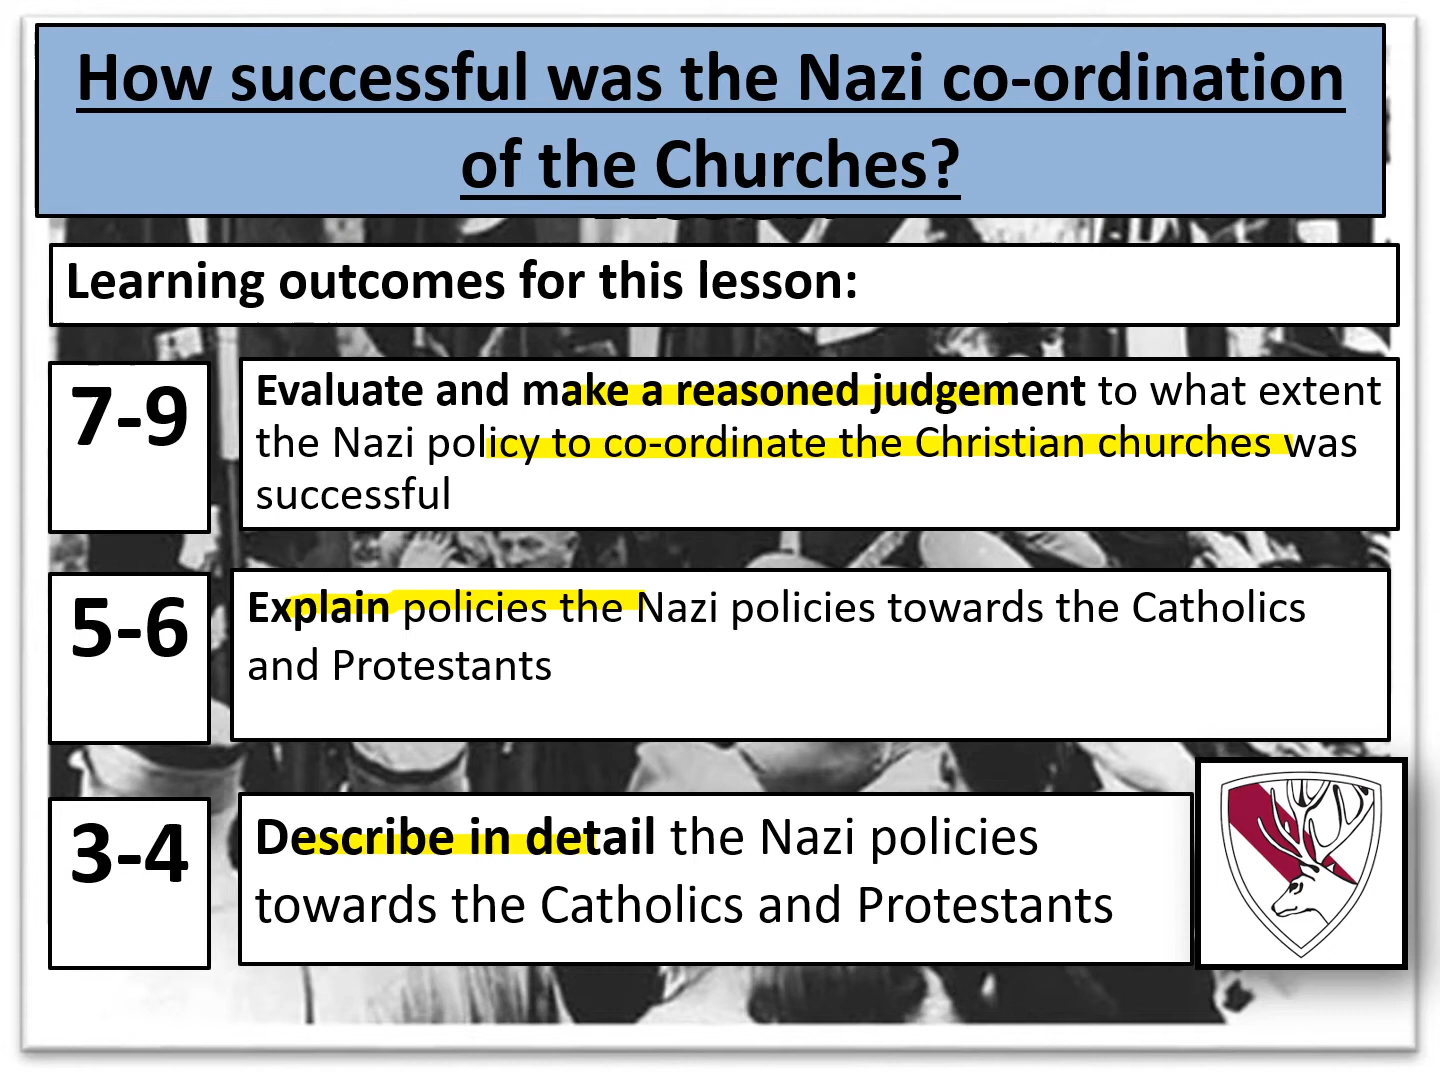 How successful was the Nazi co-ordination
of the Churches?
Learning outcomes for this lesson:
7-9
Evaluate and make a reasoned judgement to what extent
the Nazi policy to co-ordinate the Christian churches was
successful
5-6
Explain policies the Nazi policies towards the Catholics
and Protestants
3-4
Describe in detail the Nazi policies
towards the Catholics and Protestants